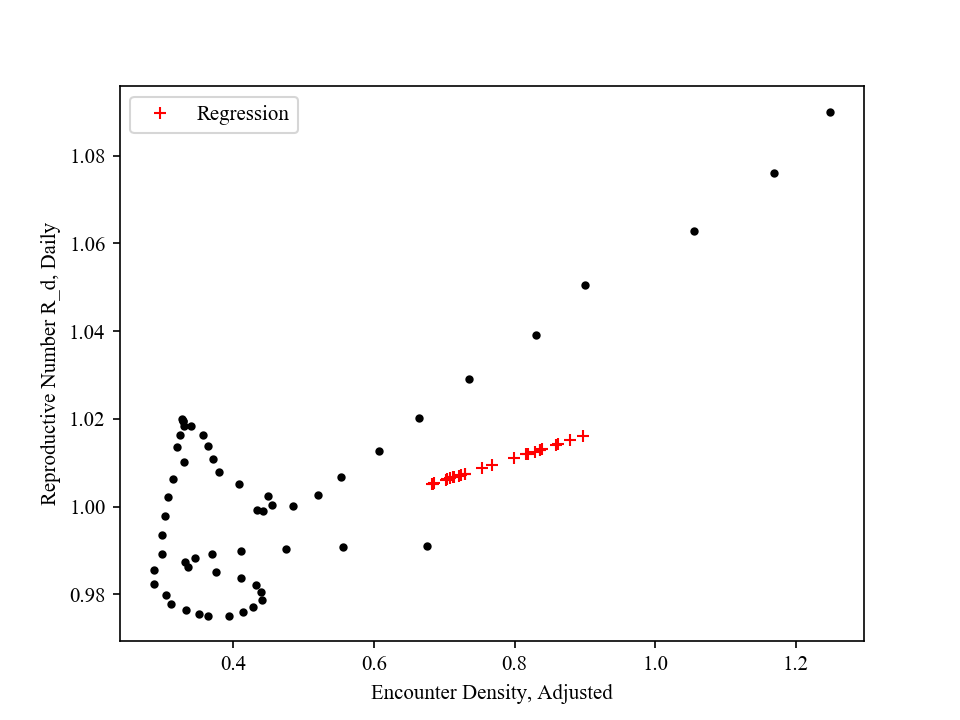 Regression
1.08
1.06
1.04
1.02
1.00
0.98
Reproductive Number R_d, Daily
0.4 0.6 0.8 1.0 1.2
Encounter Density, Adjusted